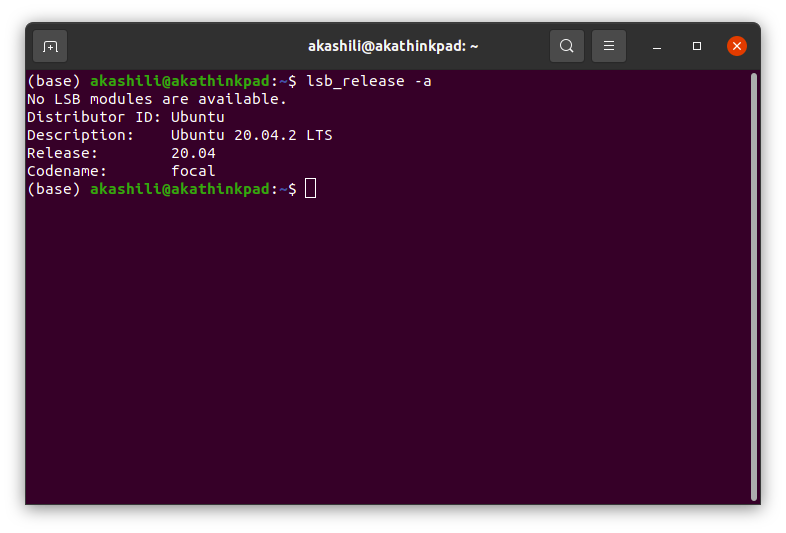 akashili@akathinkpad: ~
(base) akashili@akathinkpad:~$ lsb_release -a
No LSB modules are available.
Distributor ID: Ubuntu
Description:    Ubuntu 20.04.2 LTS
Release:        20.04
Codename:       focal
(base) akashili@akathinkpad:~$